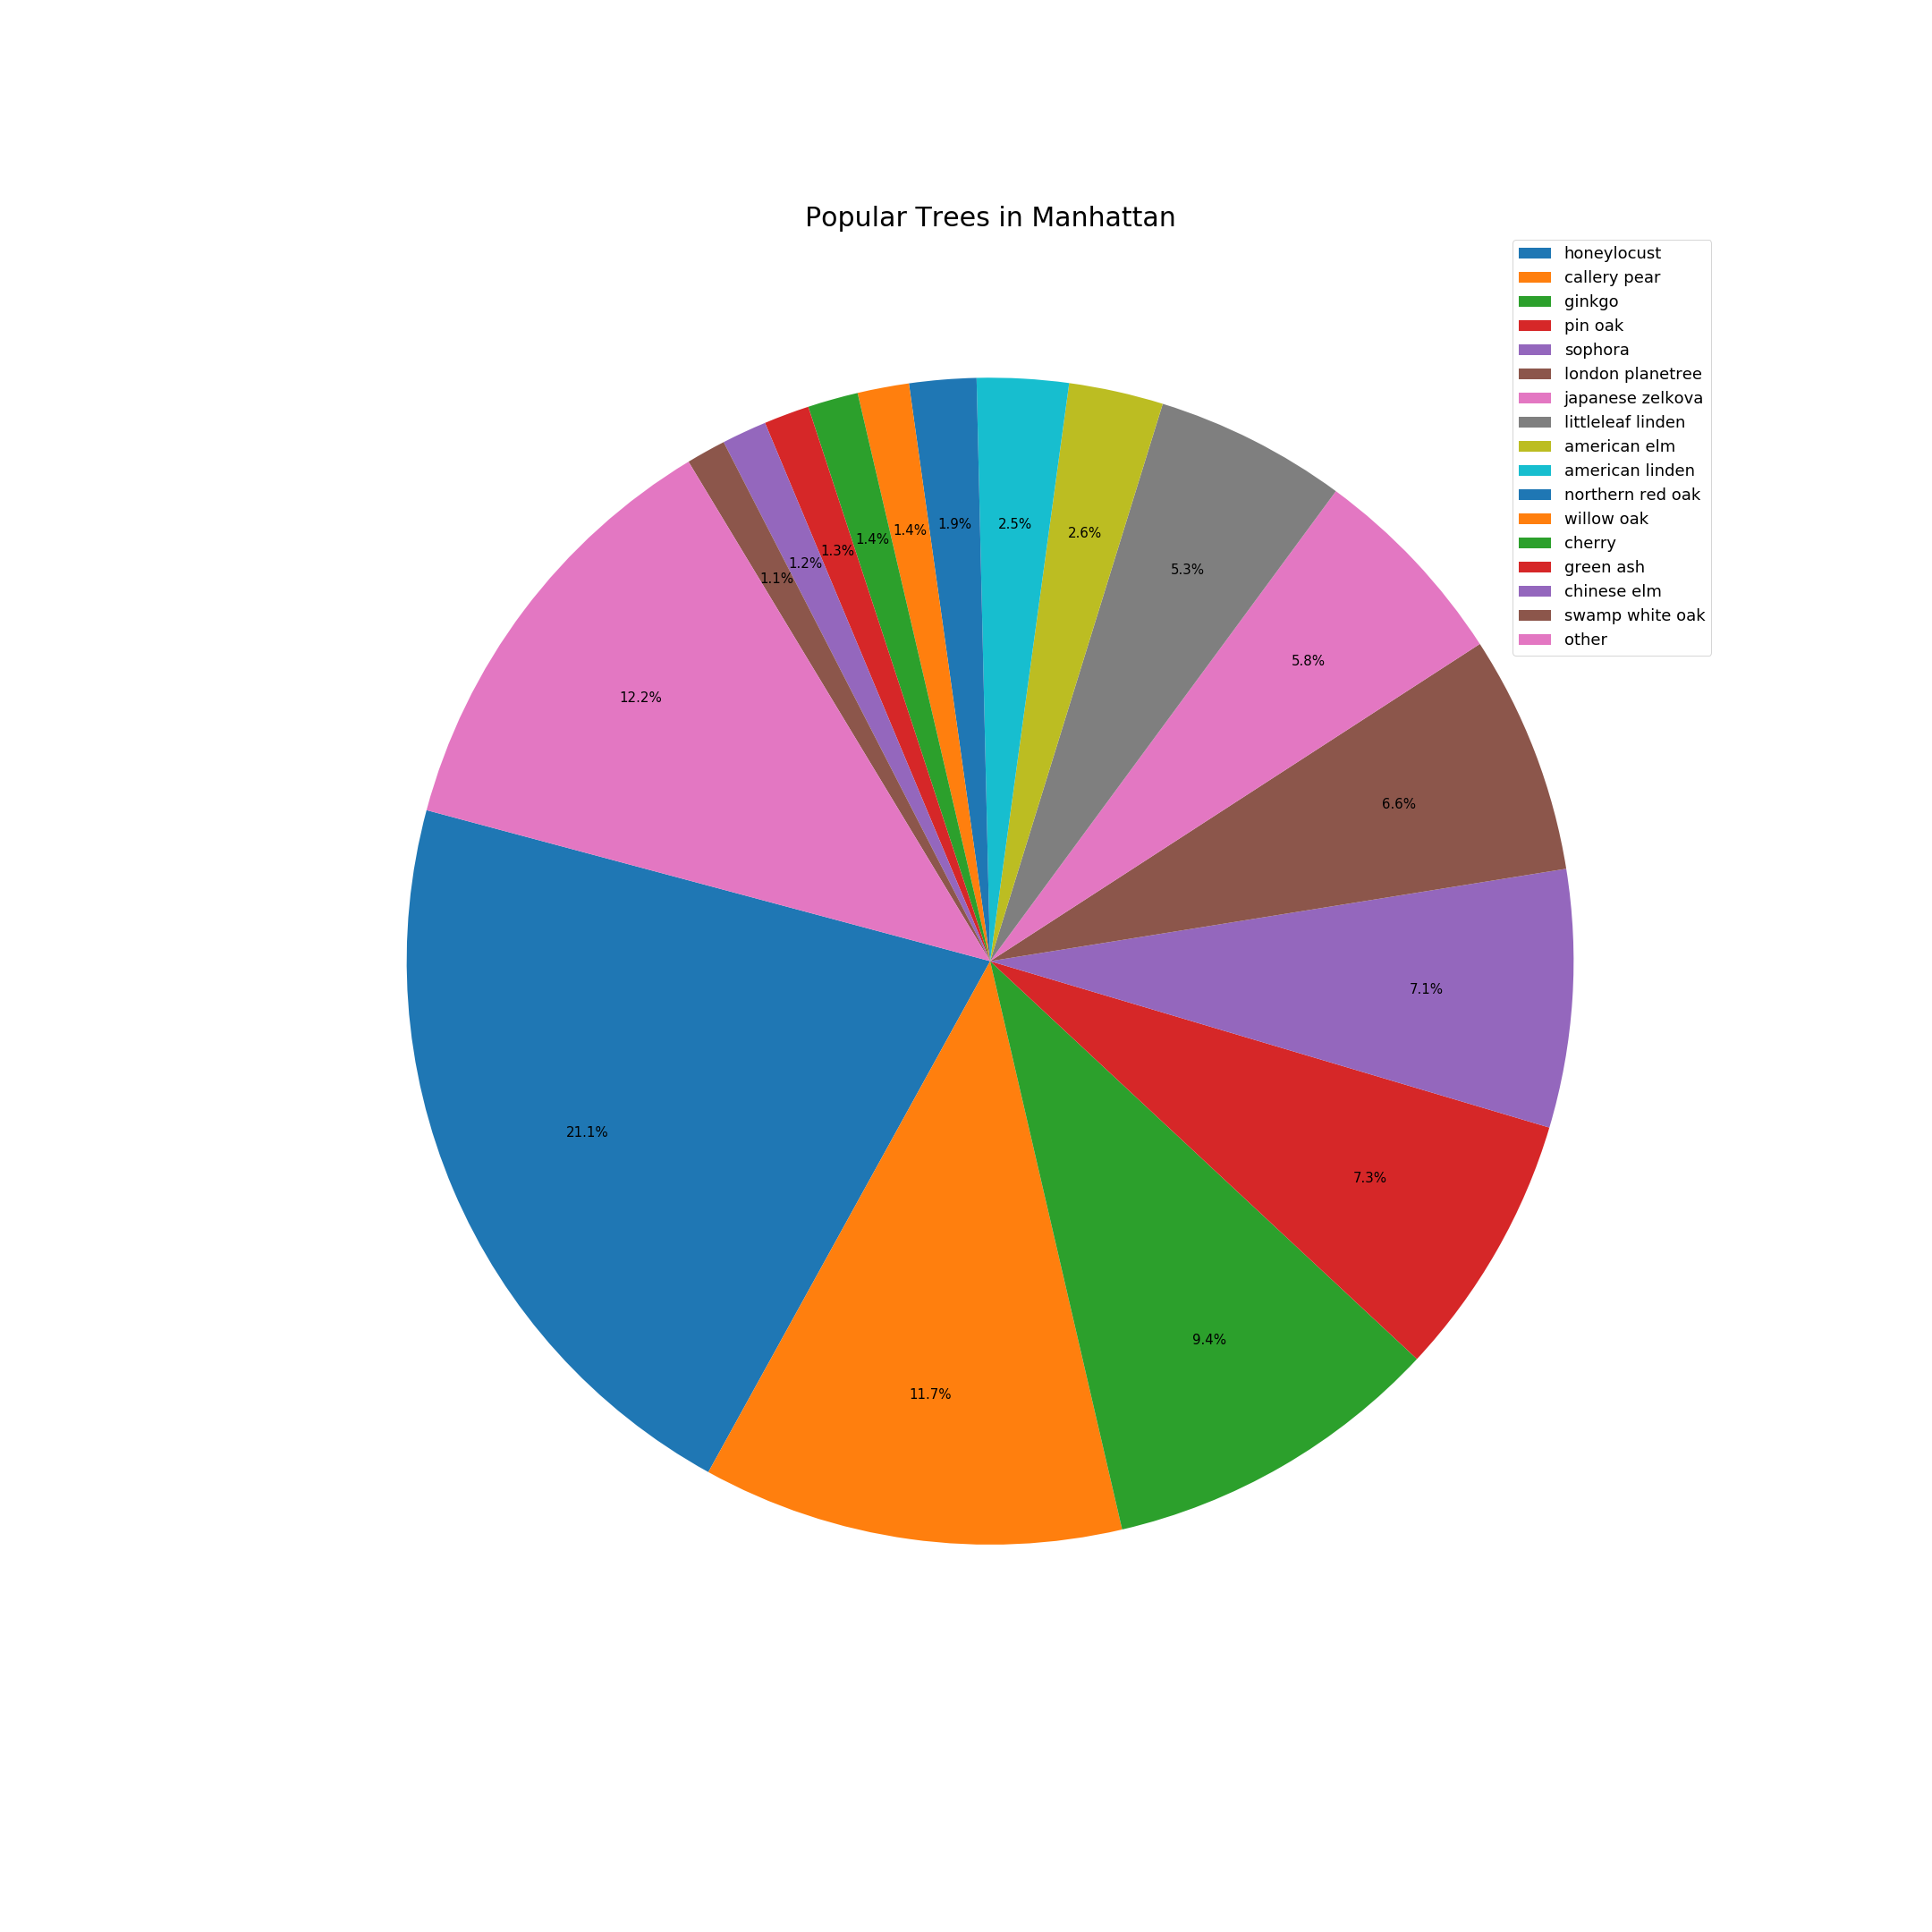 Popular Trees in Manhattan
honeylocust
callery pear
ginkgo
pin oak
sophora
london planetree
japanese zelkova
littleleaf linden
american elm
american linden
northern red oak
willow oak
cherry
green ash
chinese elm
swamp white oak
other
1.9%
2.5%
1.4%
2.6%
1.4%
1.3%
1.2%
5.3%
1.1%
5.8%
12.2%
6.6%
7.1%
21.1%
7.3%
9.4%
11.7%